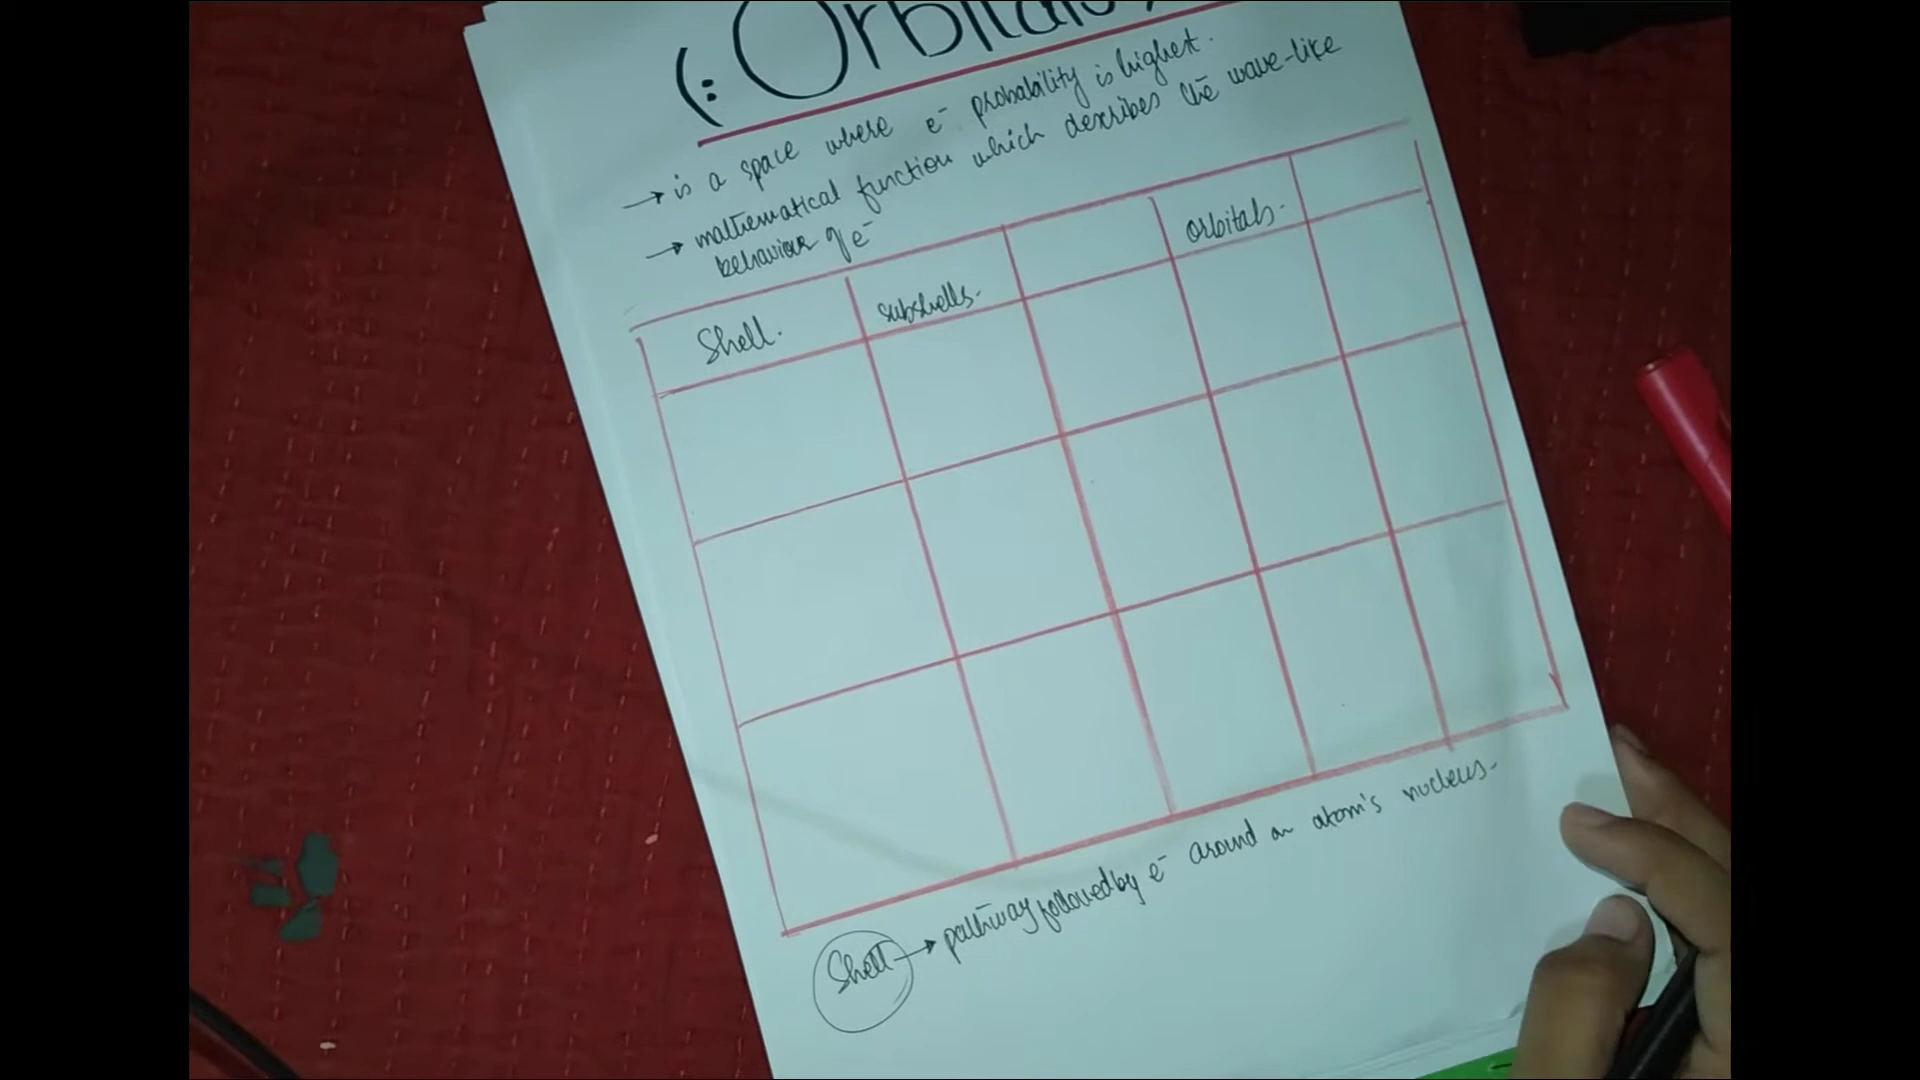 (: Orbitals
→ is a space where e⁻ probability is highest.
→ mathematical function which describes the wave-like
behaviour of e⁻
Shell. subshells. orbitals.
Shell → pathway followed by e⁻ around an atom's nucleus.